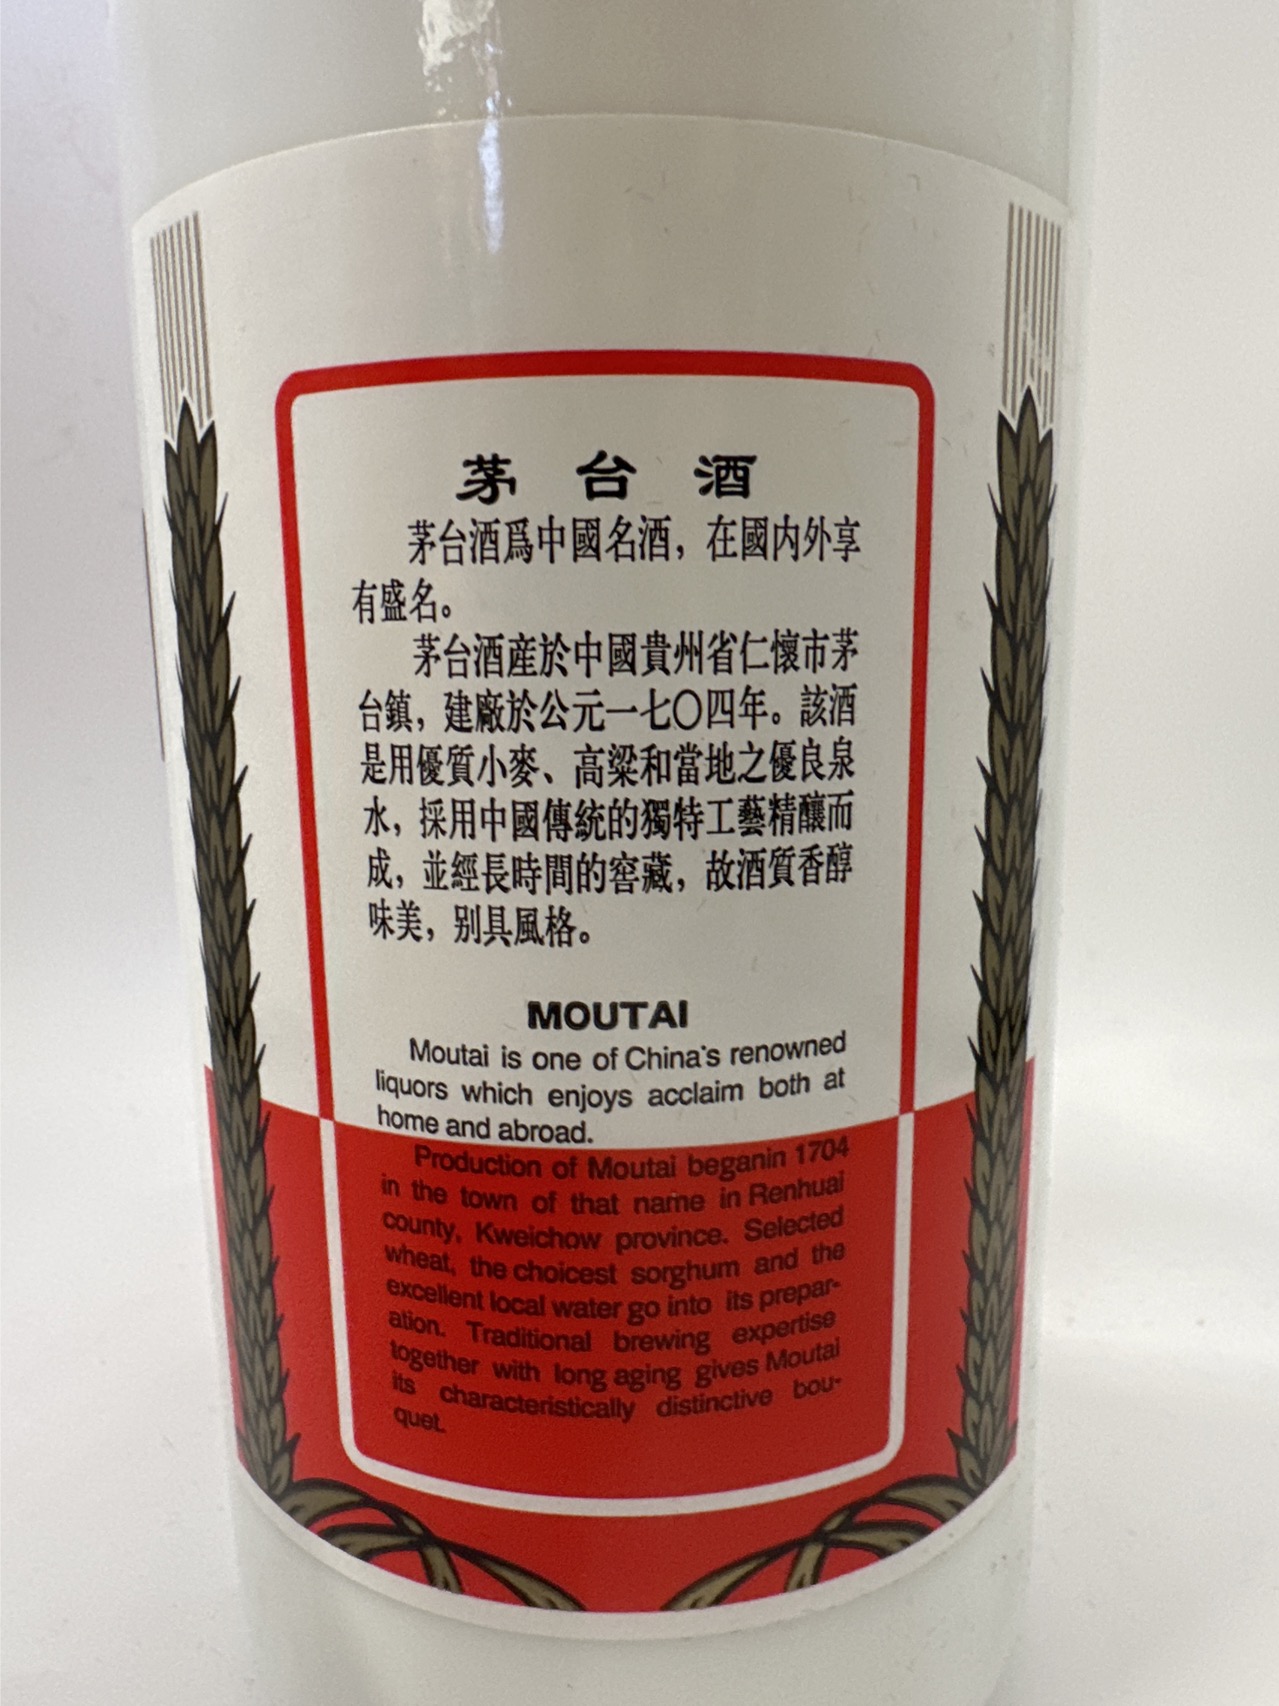 茅台酒
茅台酒爲中國名酒，在國内外享
有盛名。
茅台酒産於中國貴州省仁懷市茅
台鎮，建廠於公元一七〇四年。該酒
是用優質小麥、高粱和當地之優良泉
水，採用中國傳統的獨特工藝精釀而
成，並經長時間的窖藏，故酒質香醇
味美，别具風格。
MOUTAI
Moutai is one of China's renowned
liquors which enjoys acclaim both at
home and abroad.
Production of Moutai beganin 1704
in the town of that name in Renhuai
county, Kweichow province. Selected
wheat, the choicest sorghum and the
excellent local water go into its prepar-
ation. Traditional brewing expertise
together with long aging gives Moutai
its characteristically distinctive bou-
quet.